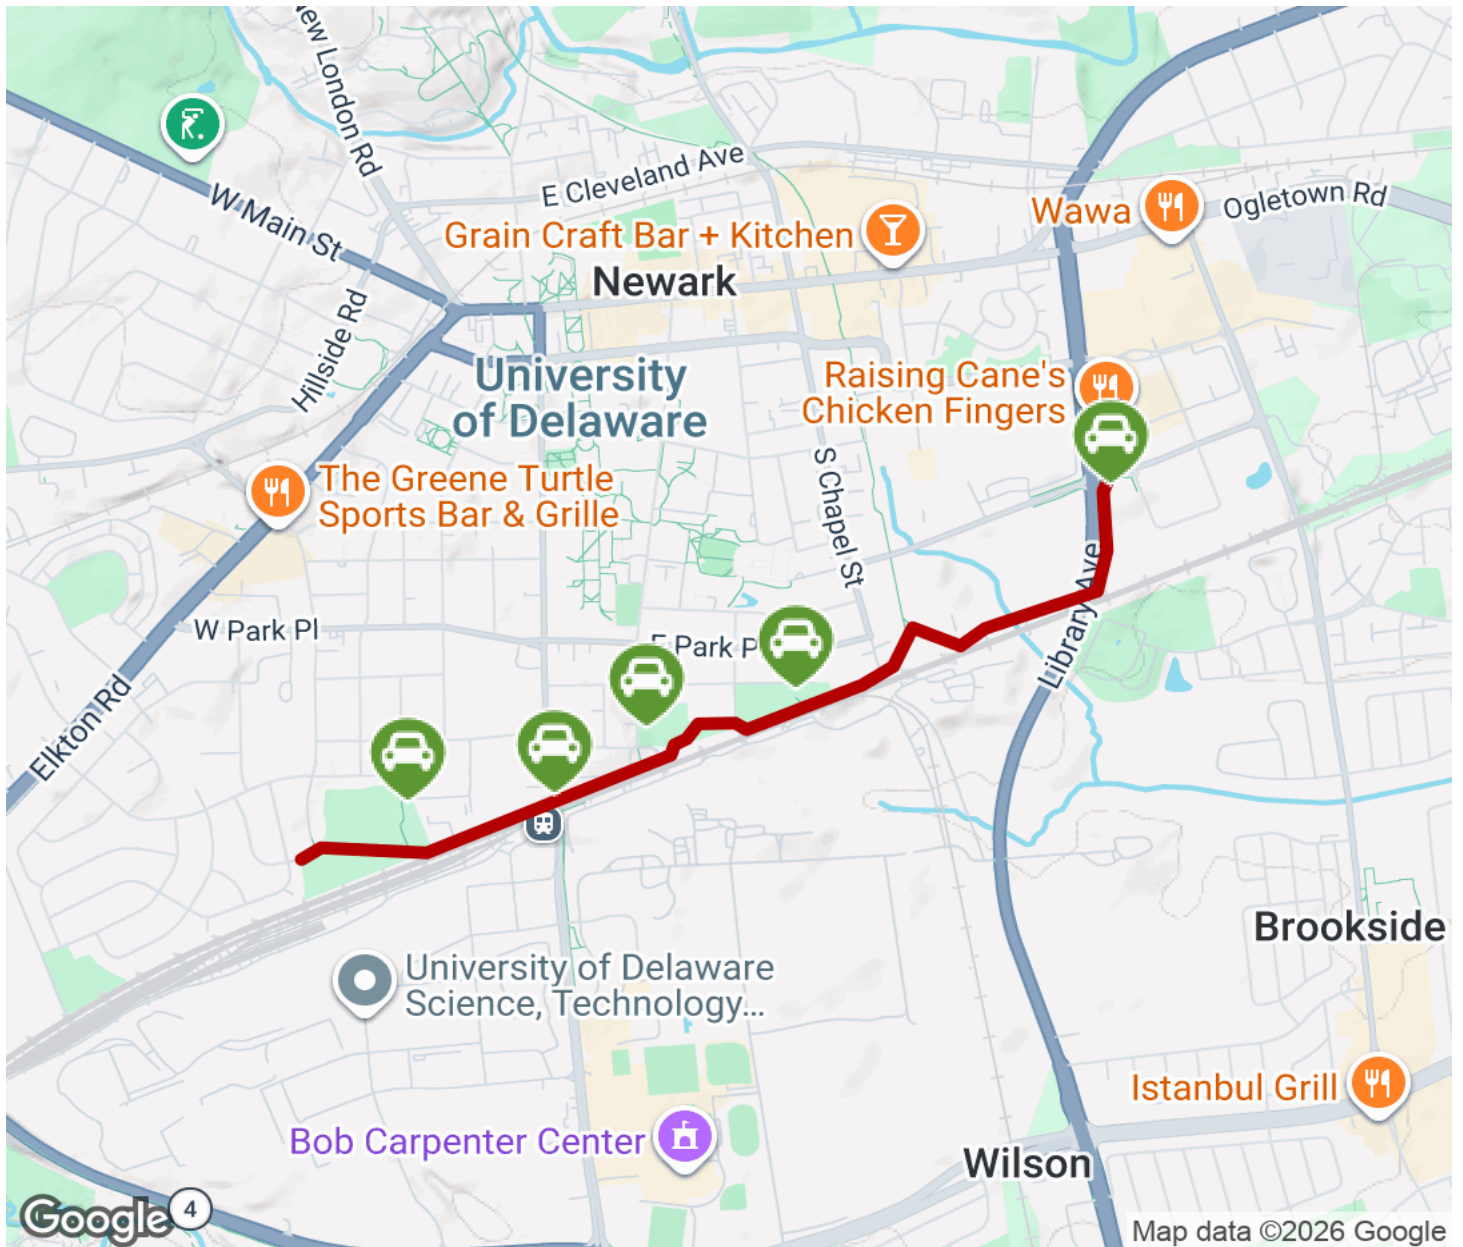 New London Rd
E Cleveland Ave
W Main St
Wawa
Ogletown Rd
Grain Craft Bar + Kitchen
Newark
Hillside Rd
University
of Delaware
Raising Cane's
Chicken Fingers
The Greene Turtle
Sports Bar & Grille
S Chapel St
Library Ave
W Park Pl
E Park P
Elkton Rd
Brookside
University of Delaware
Science, Technology...
Istanbul Grill
Bob Carpenter Center
Wilson
4
Google
Map data ©2026 Google